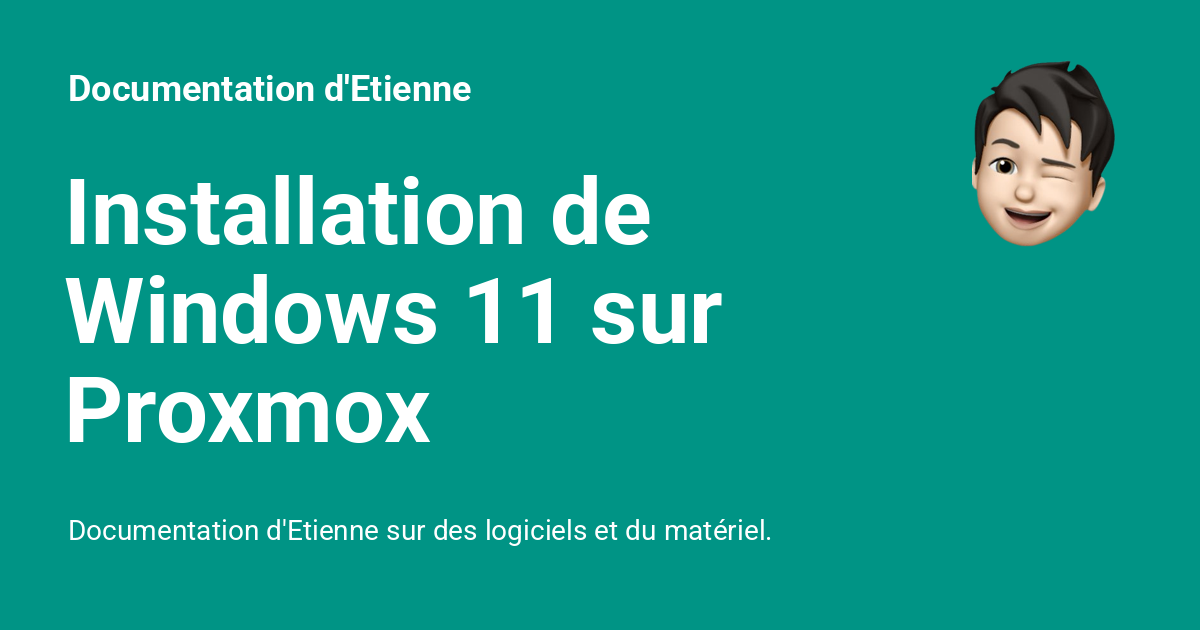 Documentation d'Etienne
Installation de
Windows 11 sur
Proxmox
Documentation d'Etienne sur des logiciels et du matériel.